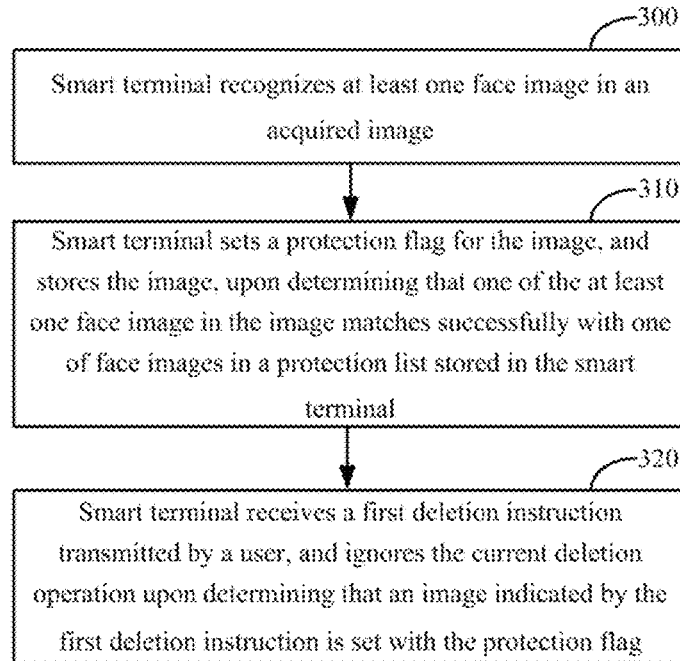 300
Smart terminal recognizes at least one face image in an
acquired image
310
Smart terminal sets a protection flag for the image, and
stores the image, upon determining that one of the at least
one face image in the image matches successfully with one
of face images in a protection list stored in the smart
terminal
320
Smart terminal receives a first deletion instruction
transmitted by a user, and ignores the current deletion
operation upon determining that an image indicated by the
first deletion instruction is set with the protection flag